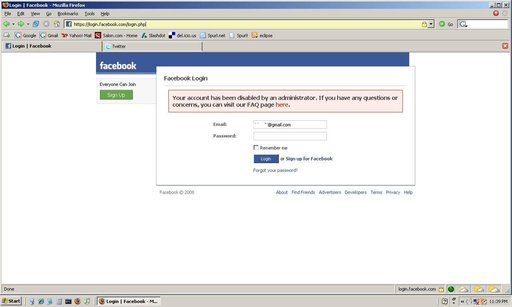 Login | Facebook - Mozilla Firefox
File Edit View Go Bookmarks Tools Help
https://login.facebook.com/login.php
Go
Google Gmail Yahoo! Mail Salon.com - Home Slashdot del.icio.us Spurl.net Spurl! eclipse
Login | Facebook Twitter
facebook
Everyone Can Join
Sign Up
Facebook Login
Your account has been disabled by an administrator. If you have any questions or
concerns, you can visit our FAQ page here.
Email: @gmail.com
Password:
Remember me
Login or Sign up for Facebook
Forgot your password?
Facebook © 2008 About Find Friends Advertisers Developers Terms Privacy Help
Done login.facebook.com
Start Login | Facebook - M... 11:09 PM